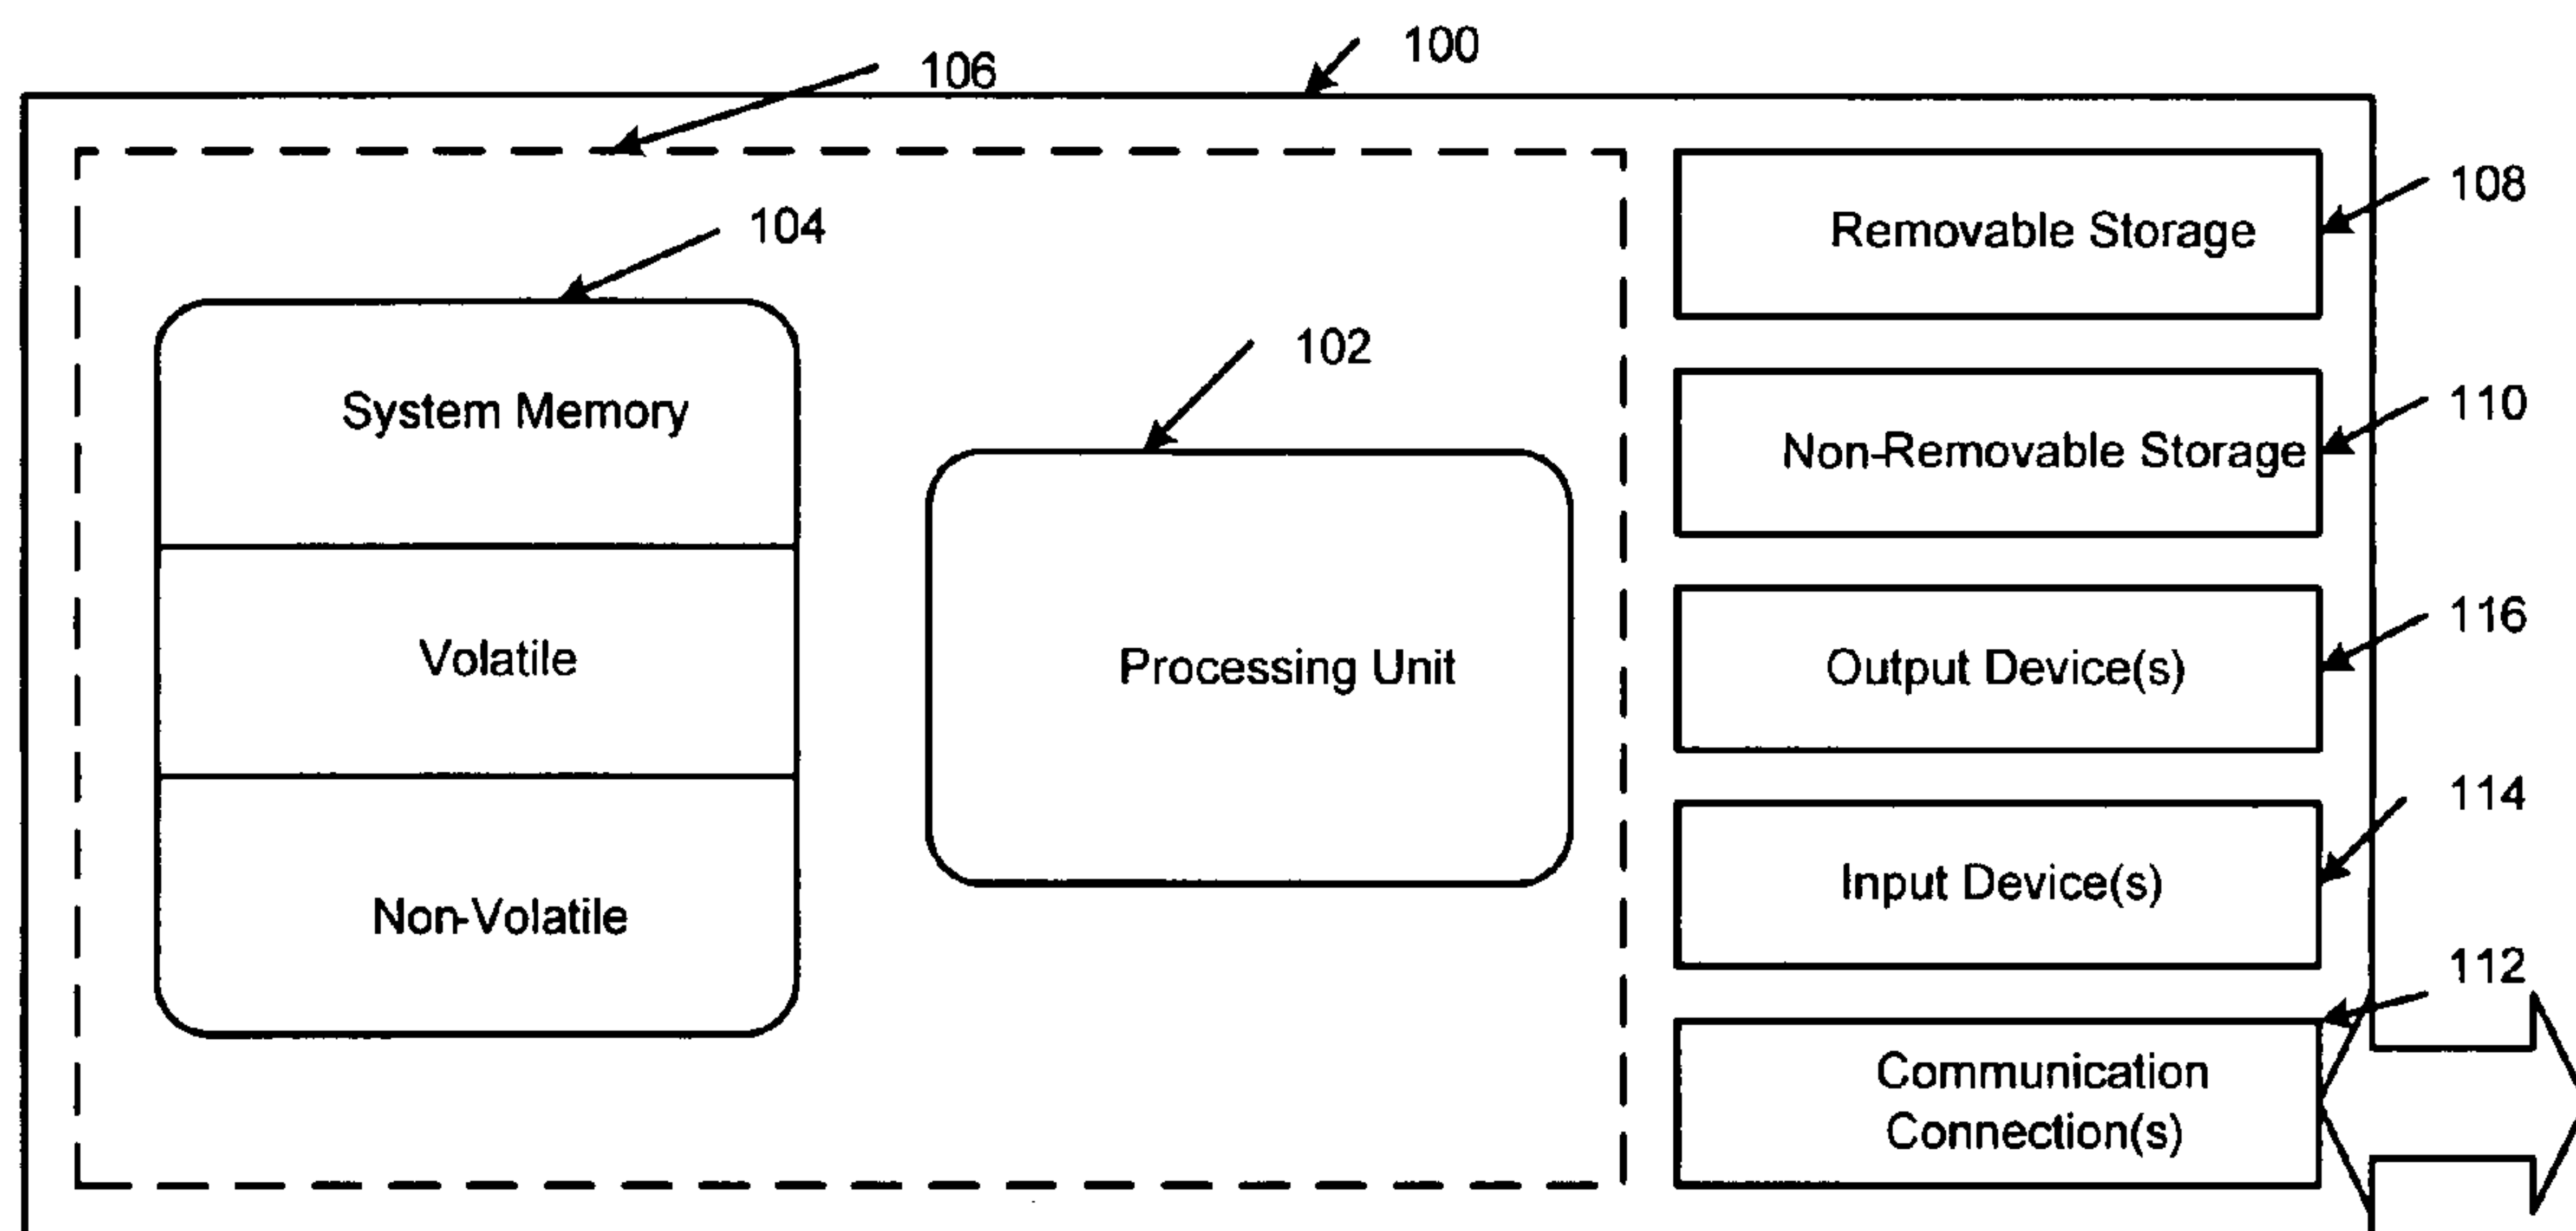 100
106
108
104
Removable Storage
102
110
System Memory
Non-Removable Storage
116
Volatile
Processing Unit
Output Device(s)
114
Input Device(s)
Non-Volatile
112
Communication
Connection(s)